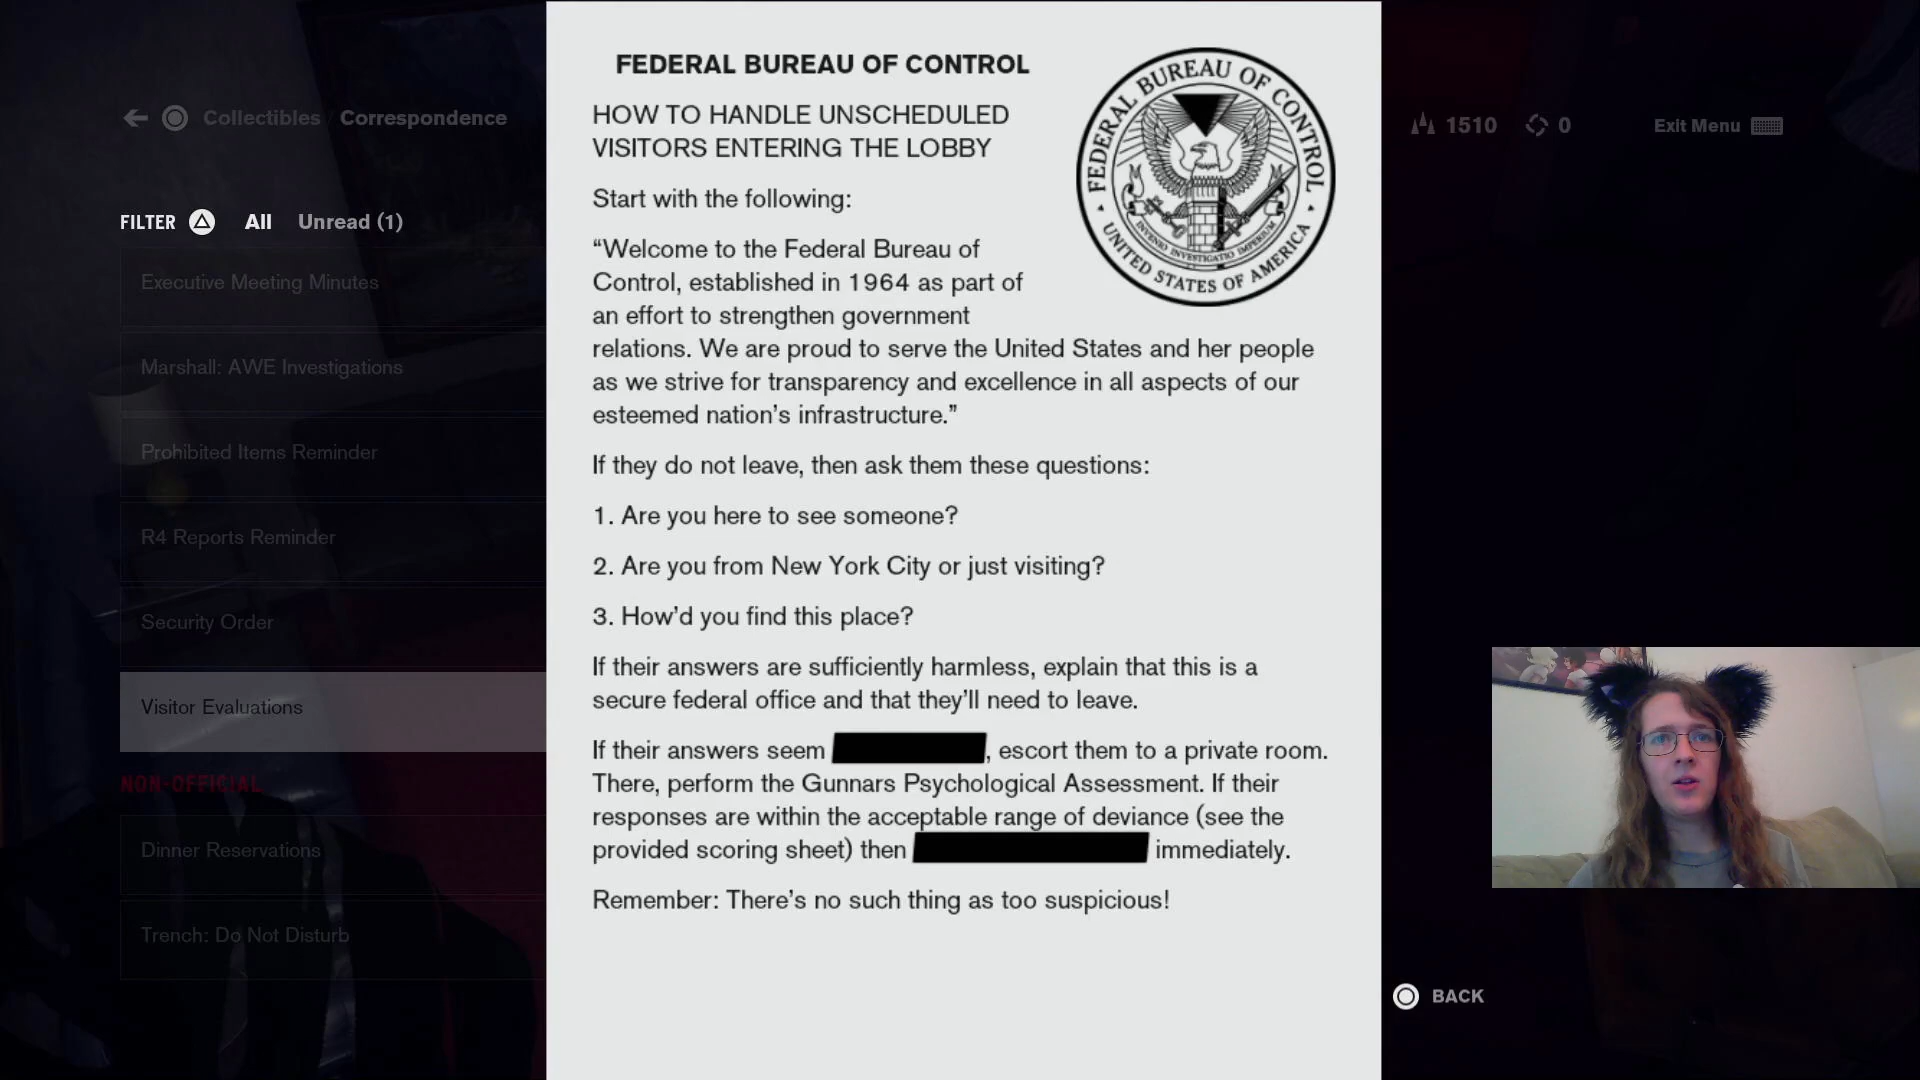 FEDERAL BUREAU OF CONTROL
HOW TO HANDLE UNSCHEDULED
VISITORS ENTERING THE LOBBY
Start with the following:
“Welcome to the Federal Bureau of
Control, established in 1964 as part of
an effort to strengthen government
relations. We are proud to serve the United States and her people
as we strive for transparency and excellence in all aspects of our
esteemed nation’s infrastructure.”
If they do not leave, then ask them these questions:
1. Are you here to see someone?
2. Are you from New York City or just visiting?
3. How’d you find this place?
If their answers are sufficiently harmless, explain that this is a
secure federal office and that they’ll need to leave.
If their answers seem , escort them to a private room.
There, perform the Gunnars Psychological Assessment. If their
responses are within the acceptable range of deviance (see the
provided scoring sheet) then immediately.
Remember: There’s no such thing as too suspicious!
FEDERAL BUREAU OF CONTROL
UNITED STATES OF AMERICA
INVENIO INVESTIGATIO IMPERIUM
Collectibles / Correspondence
FILTER All Unread (1)
Executive Meeting Minutes
Marshall: AWE Investigations
Prohibited Items Reminder
R4 Reports Reminder
Security Order
Visitor Evaluations
NON-OFFICIAL
Dinner Reservations
Trench: Do Not Disturb
1510 0 Exit Menu
BACK